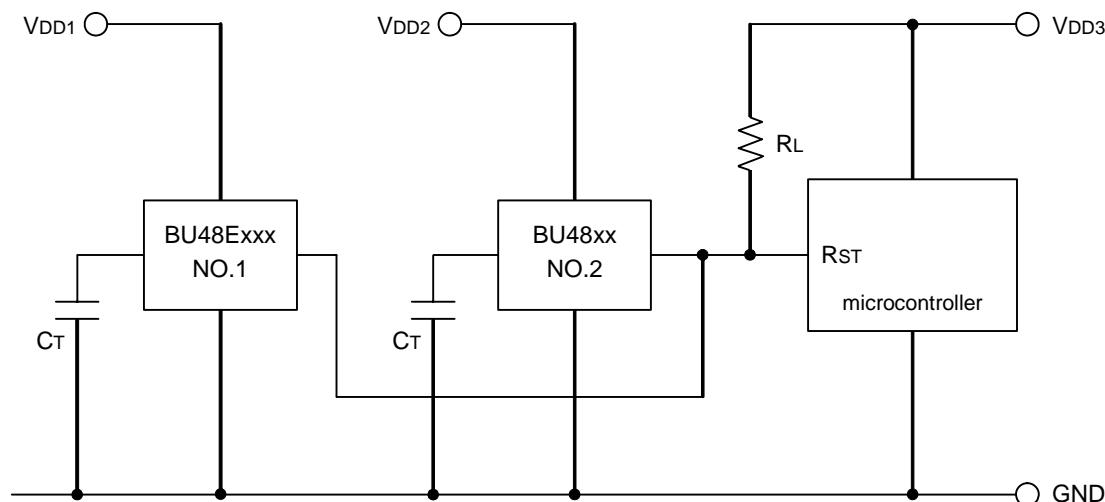 VDD1
VDD2
VDD3
RL
BU48Exxx
NO.1
BU48xx
NO.2
RST
microcontroller
CT
CT
GND